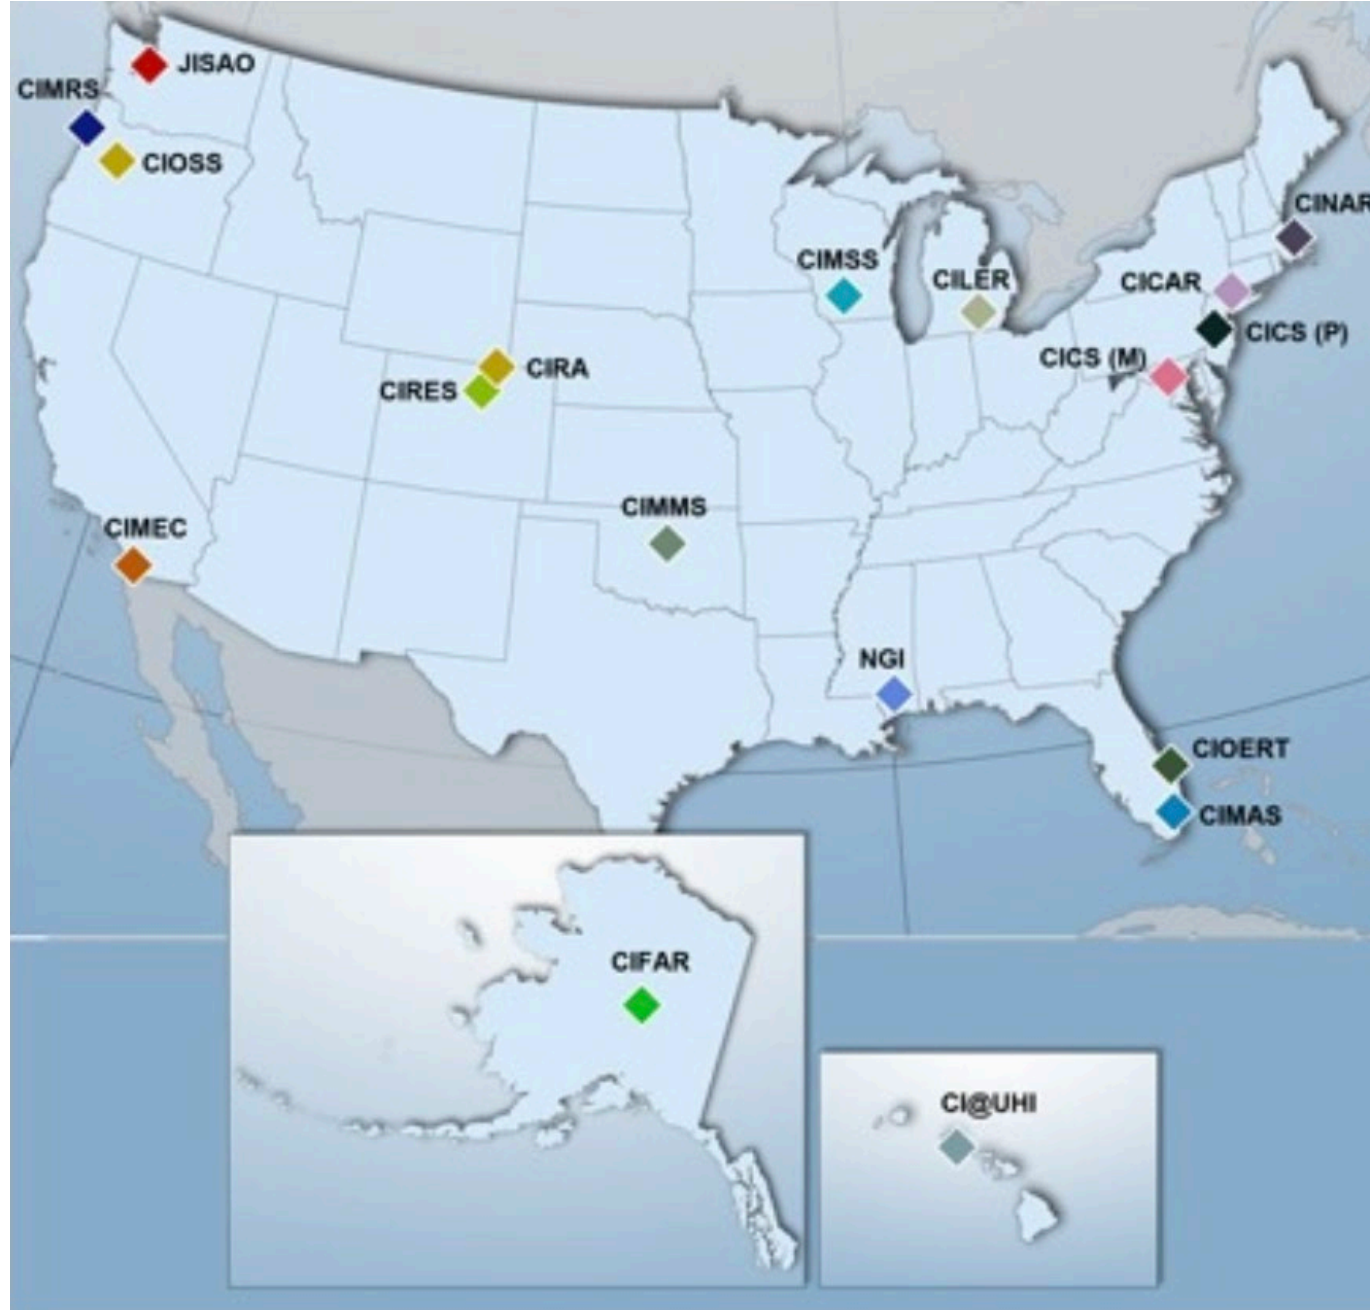 JISAO
CIMRS
CIOSS
CINAR
CIMSS
CILER
CICAR
CICS (P)
CICS (M)
CIRA
CIRES
CIMMS
CIMEC
NGI
CIOERT
CIMAS
CIFAR
CI@UHI